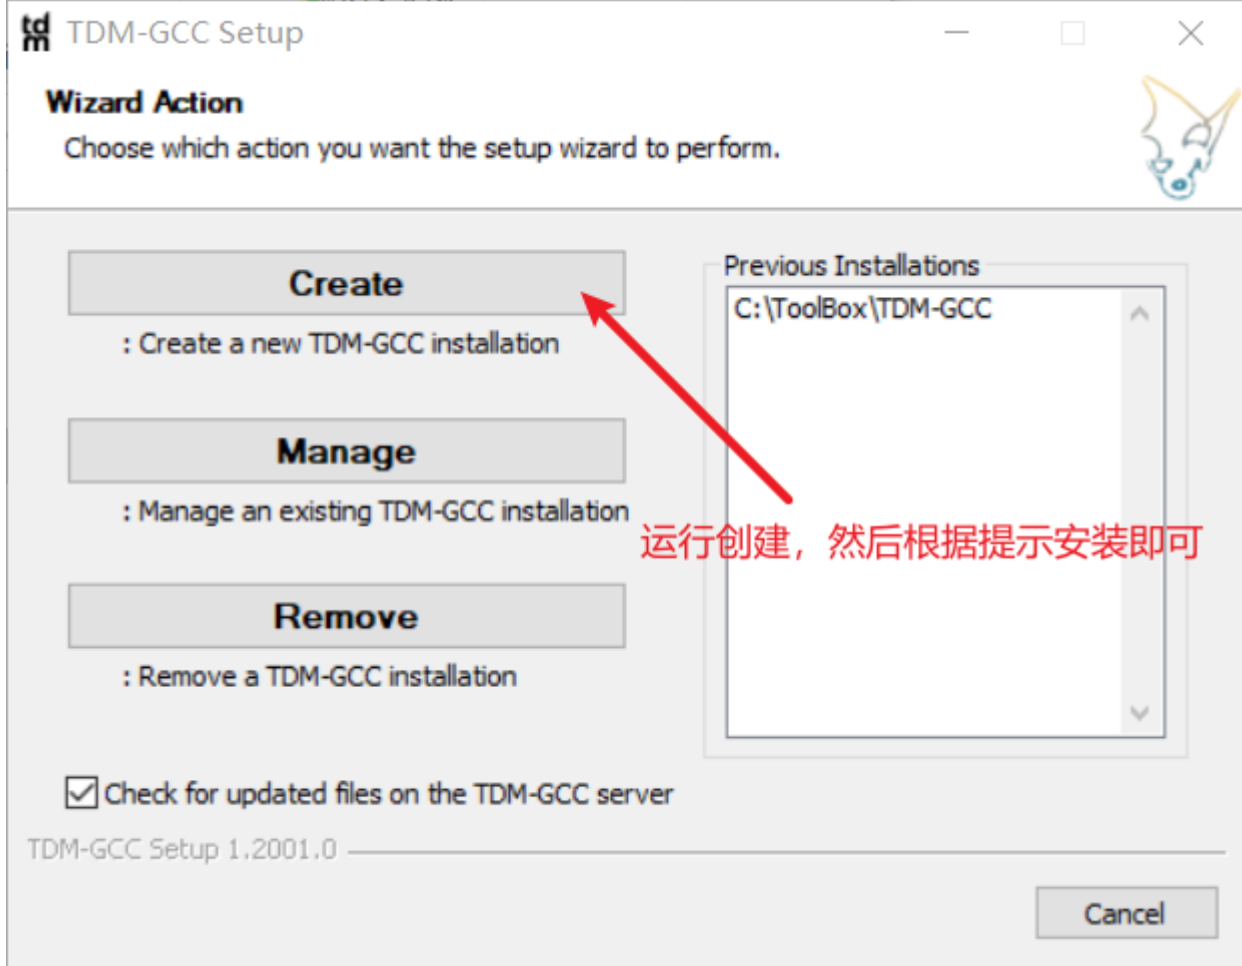 tdm TDM-GCC Setup
Wizard Action
Choose which action you want the setup wizard to perform.
Create
: Create a new TDM-GCC installation
Manage
: Manage an existing TDM-GCC installation
Remove
: Remove a TDM-GCC installation
Previous Installations
C:\ToolBox\TDM-GCC
运行创建，然后根据提示安装即可
Check for updated files on the TDM-GCC server
TDM-GCC Setup 1.2001.0
Cancel